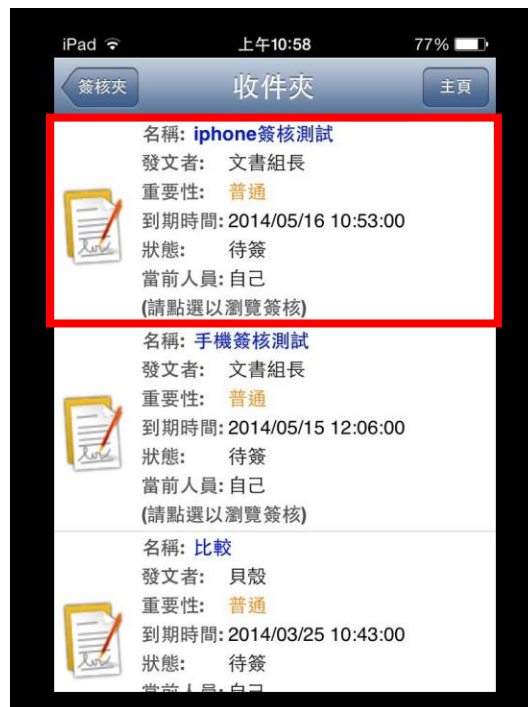 iPad 上午10:58 77%
簽核夾 收件夾 主頁
名稱: iphone簽核測試
發文者: 文書組長
重要性: 普通
到期時間: 2014/05/16 10:53:00
狀態: 待簽
當前人員: 自己
(請點選以瀏覽簽核)
名稱: 手機簽核測試
發文者: 文書組長
重要性: 普通
到期時間: 2014/05/15 12:06:00
狀態: 待簽
當前人員: 自己
(請點選以瀏覽簽核)
名稱: 比較
發文者: 貝殼
重要性: 普通
到期時間: 2014/03/25 10:43:00
狀態: 待簽
當前人員: 自己